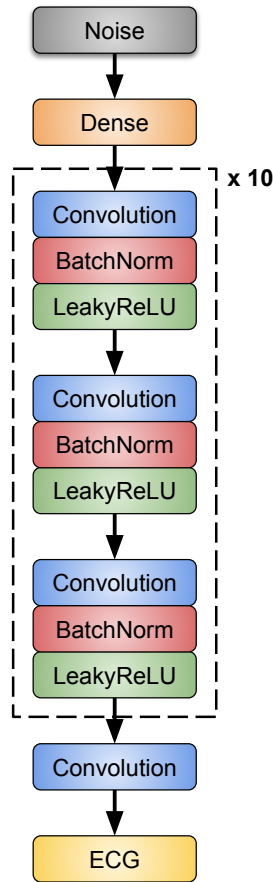 Noise
Dense
x 10
Convolution
BatchNorm
LeakyReLU
Convolution
BatchNorm
LeakyReLU
Convolution
BatchNorm
LeakyReLU
Convolution
ECG